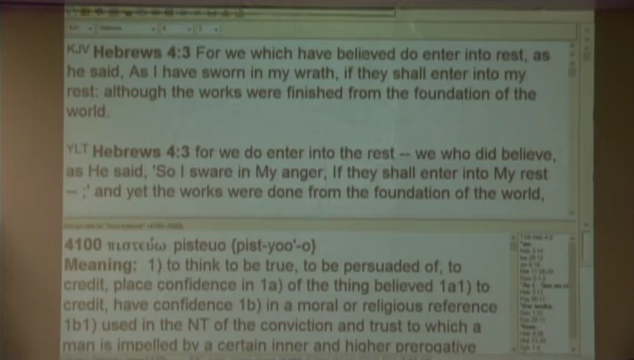 KJV Hebrews 4:3 For we which have believed do enter into rest, as
he said, As I have sworn in my wrath, if they shall enter into my
rest: although the works were finished from the foundation of the
world.
YLT Hebrews 4:3 for we do enter into the rest -- we who did believe,
as He said, 'So I sware in My anger, If they shall enter into My rest
-- ;' and yet the works were done from the foundation of the world,
4100 πιστεύω pisteuo {pist-yoo'-o}
Meaning: 1) to think to be true, to be persuaded of, to
credit, place confidence in 1a) of the thing believed 1a1) to
credit, have confidence 1b) in a moral or religious reference
1b1) used in the NT of the conviction and trust to which a
man is impelled by a certain inner and higher prerogative